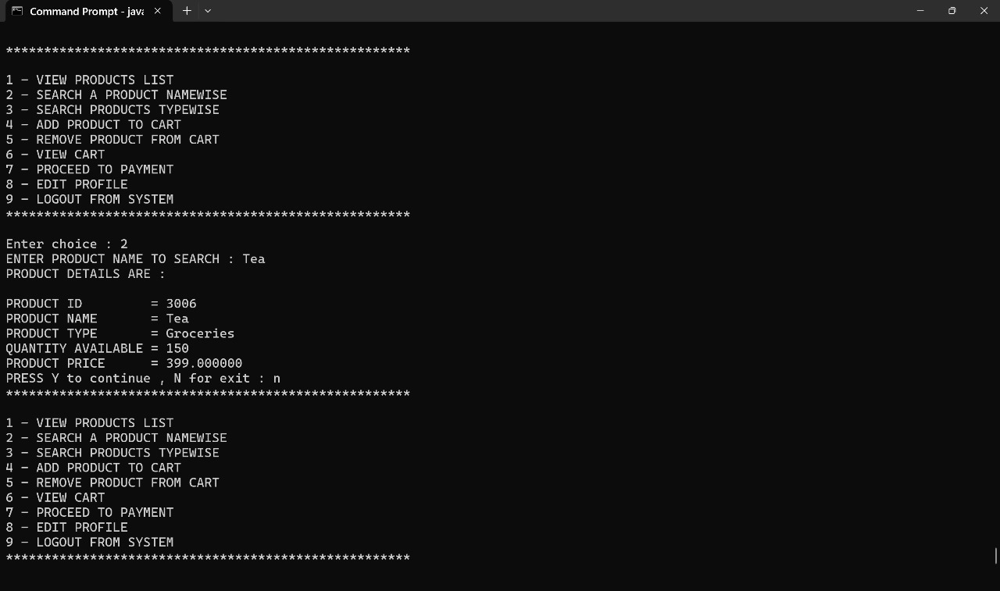 Command Prompt - java
*****************************************************
1 - VIEW PRODUCTS LIST
2 - SEARCH A PRODUCT NAMEWISE
3 - SEARCH PRODUCTS TYPEWISE
4 - ADD PRODUCT TO CART
5 - REMOVE PRODUCT FROM CART
6 - VIEW CART
7 - PROCEED TO PAYMENT
8 - EDIT PROFILE
9 - LOGOUT FROM SYSTEM
*****************************************************
Enter choice : 2
ENTER PRODUCT NAME TO SEARCH : Tea
PRODUCT DETAILS ARE :
PRODUCT ID         = 3006
PRODUCT NAME       = Tea
PRODUCT TYPE       = Groceries
QUANTITY AVAILABLE = 150
PRODUCT PRICE      = 399.000000
PRESS Y to continue , N for exit : n
*****************************************************
1 - VIEW PRODUCTS LIST
2 - SEARCH A PRODUCT NAMEWISE
3 - SEARCH PRODUCTS TYPEWISE
4 - ADD PRODUCT TO CART
5 - REMOVE PRODUCT FROM CART
6 - VIEW CART
7 - PROCEED TO PAYMENT
8 - EDIT PROFILE
9 - LOGOUT FROM SYSTEM
*****************************************************